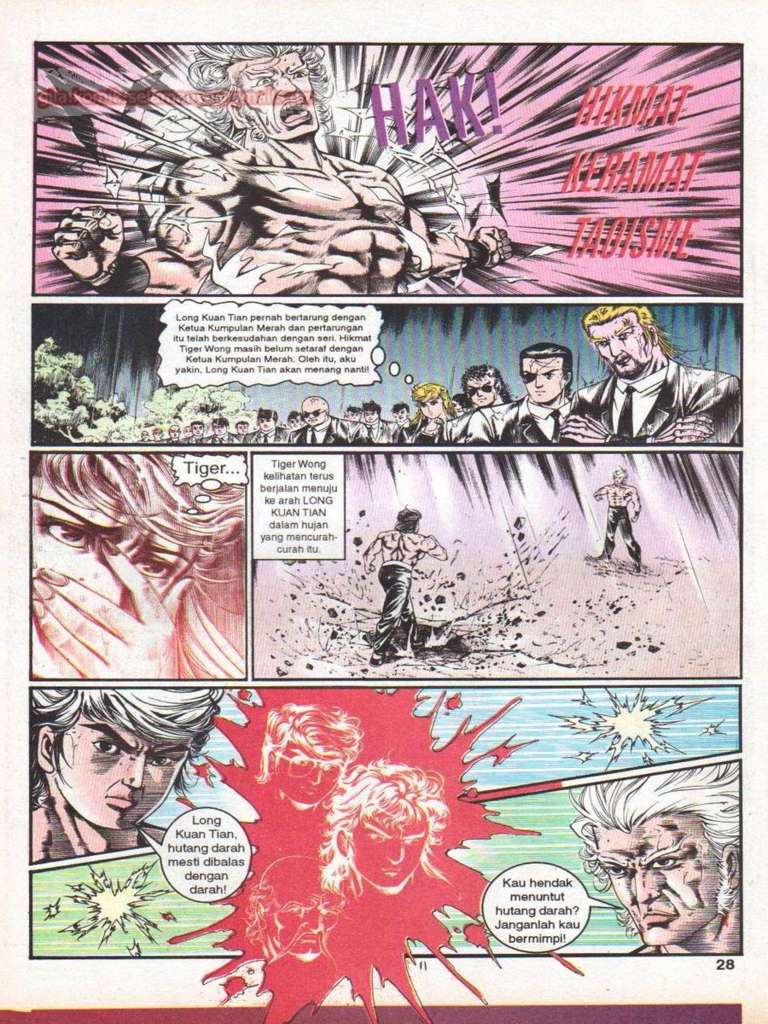 HAK!
HIKMAT
KERAMAT
TAOISME
Long Kuan Tian pernah bertarung dengan
Ketua Kumpulan Merah dan pertarungan
itu telah berkesudahan dengan seri. Hikmat
Tiger Wong masih belum setaraf dengan
Ketua Kumpulan Merah. Oleh itu, aku
yakin, Long Kuan Tian akan menang nanti!
Tiger...
Tiger Wong
kelihatan terus
berjalan menuju
ke arah LONG
KUAN TIAN
dalam hujan
yang mencurah-
curah itu.
Long
Kuan Tian,
hutang darah
mesti dibalas
dengan
darah!
Kau hendak
menuntut
hutang darah?
Janganlah kau
bermimpi!
28